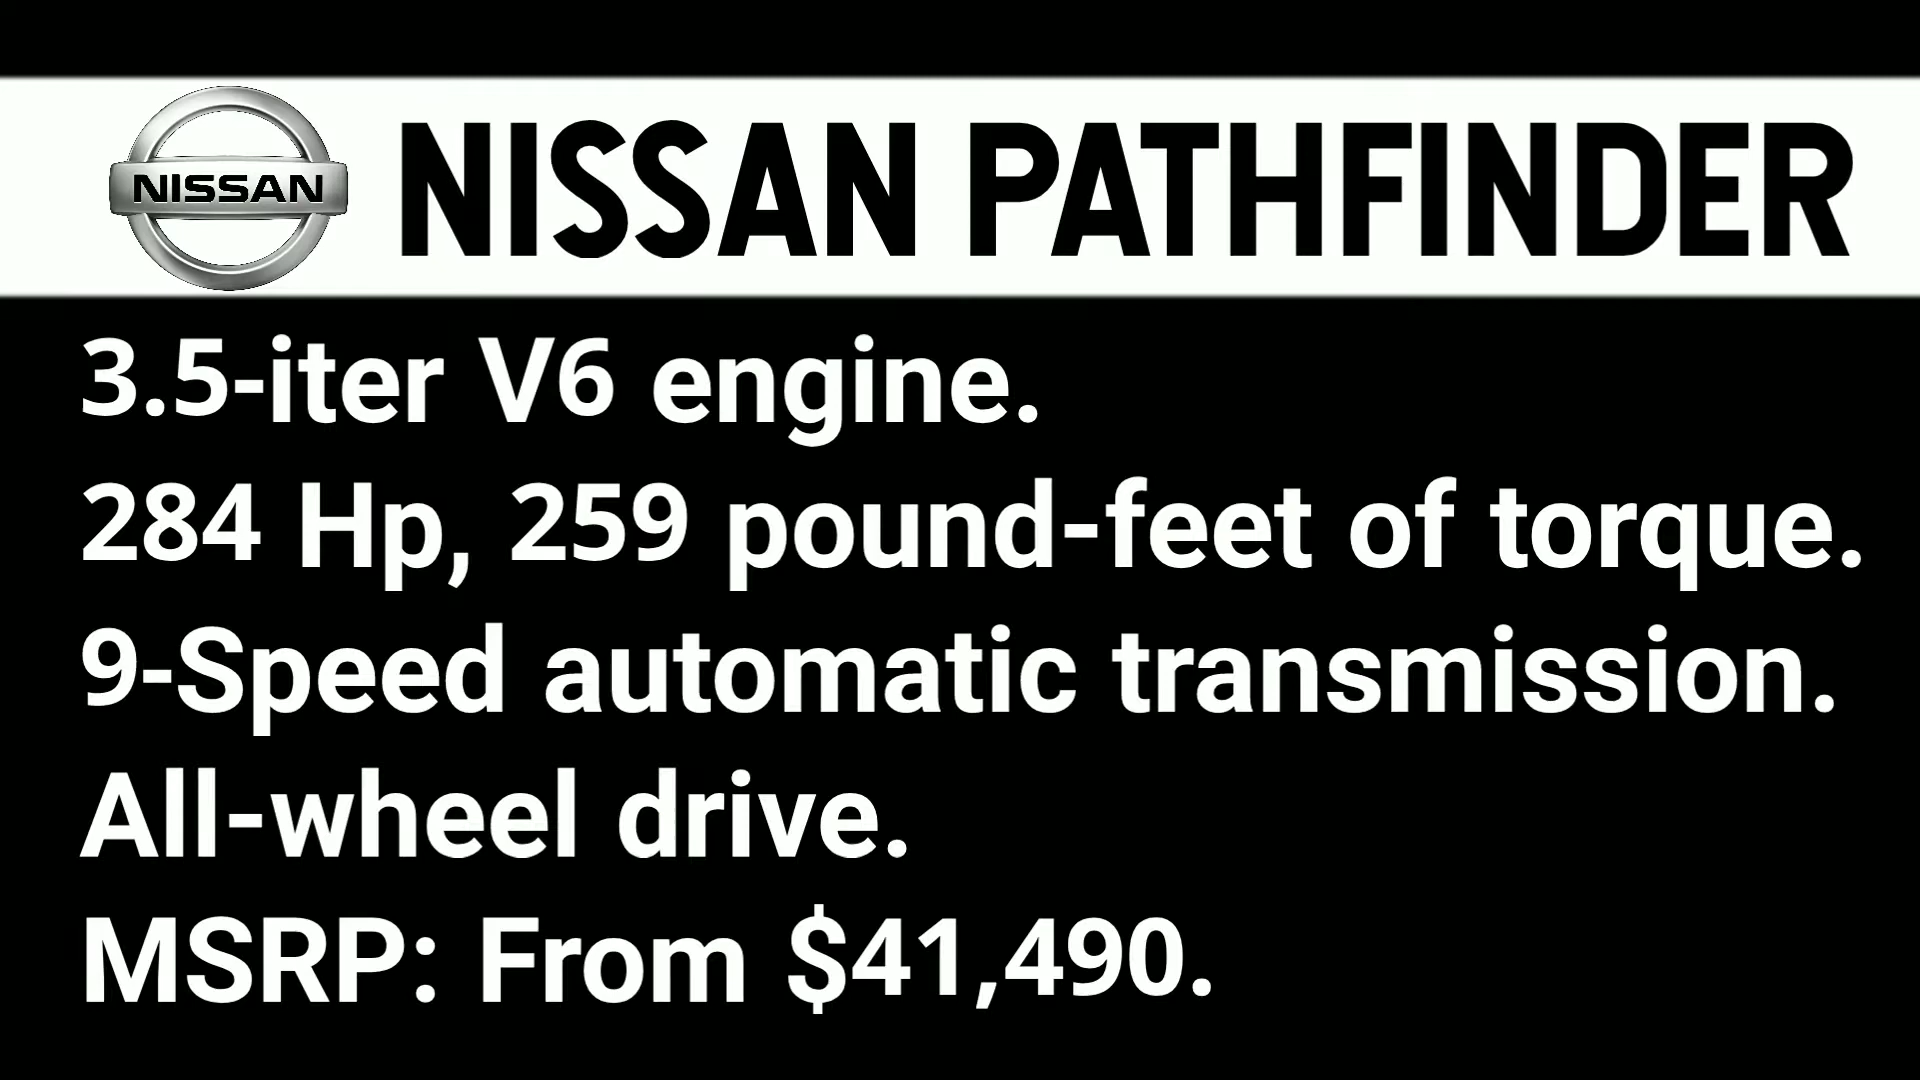 NISSAN NISSAN PATHFINDER
3.5-iter V6 engine.
284 Hp, 259 pound-feet of torque.
9-Speed automatic transmission.
All-wheel drive.
MSRP: From $41,490.